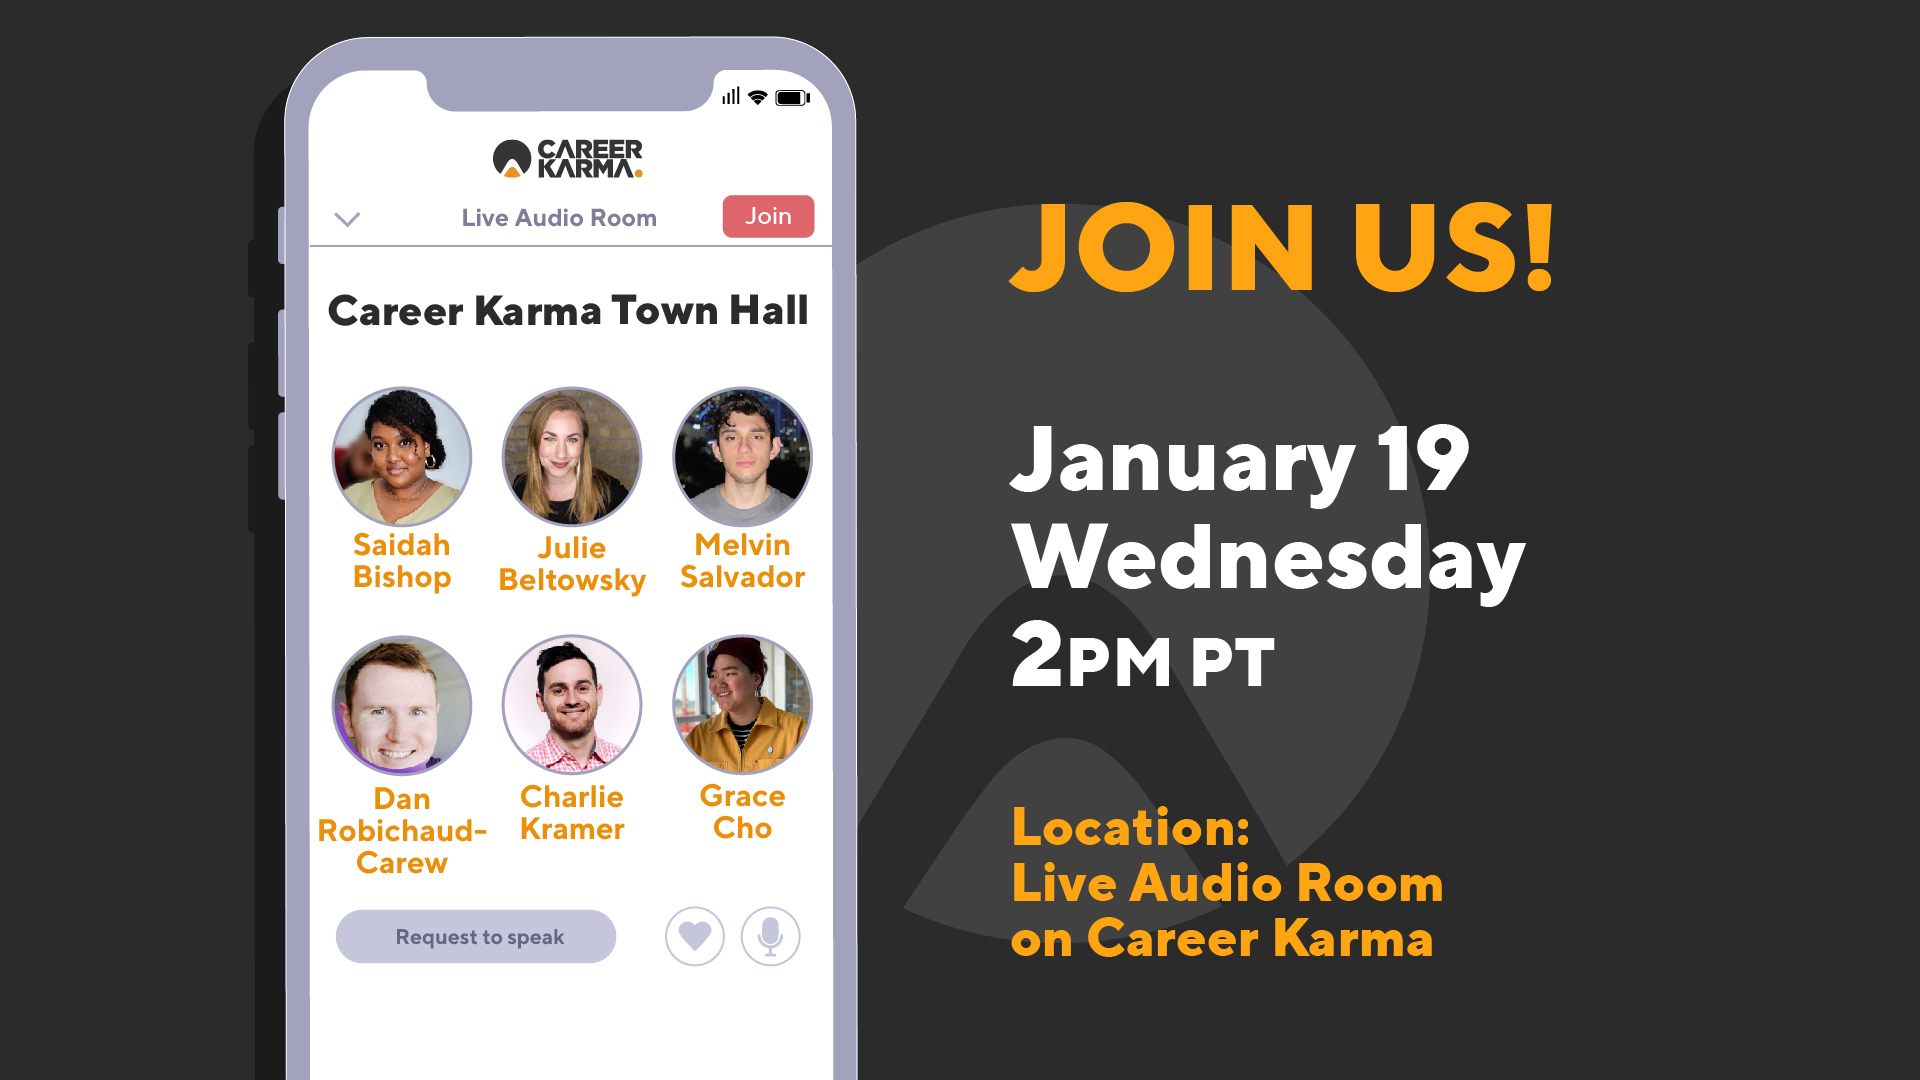 CAREER
KARMA.
Live Audio Room
Join
Career Karma Town Hall
Saidah
Bishop
Julie
Beltowsky
Melvin
Salvador
Dan
Robichaud-
Carew
Charlie
Kramer
Grace
Cho
Request to speak
JOIN US!
January 19
Wednesday
2PM PT
Location:
Live Audio Room
on Career Karma